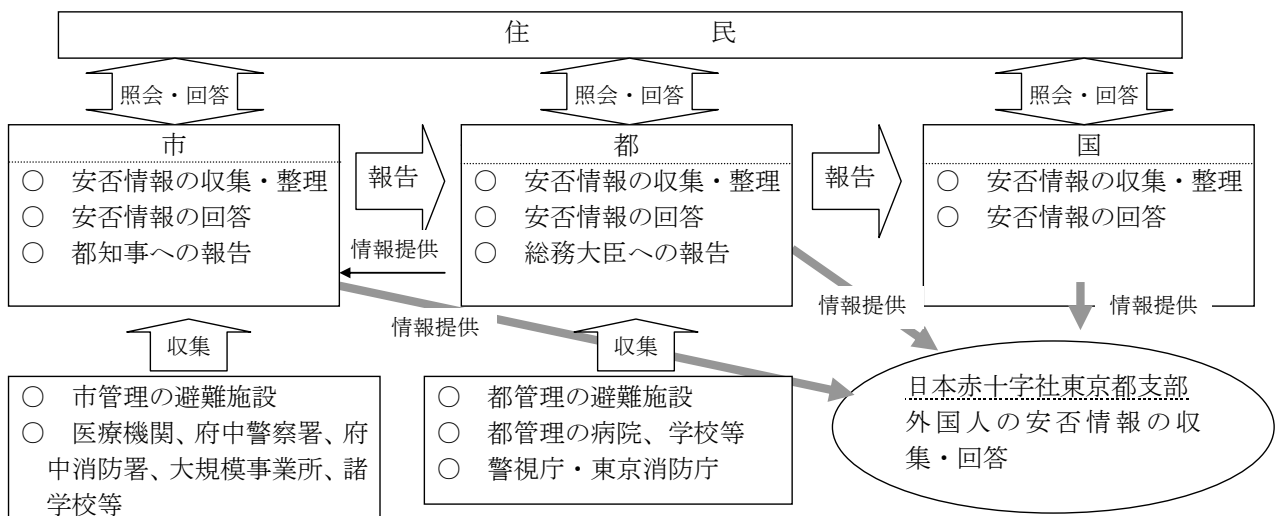 住 民
照会・回答
照会・回答
照会・回答
市
○ 安否情報の収集・整理
○ 安否情報の回答
○ 都知事への報告
報告
情報提供
都
○ 安否情報の収集・整理
○ 安否情報の回答
○ 総務大臣への報告
報告
国
○ 安否情報の収集・整理
○ 安否情報の回答
情報提供
情報提供
情報提供
収集
収集
○ 市管理の避難施設
○ 医療機関、府中警察署、府
中消防署、大規模事業所、諸
学校等
○ 都管理の避難施設
○ 都管理の病院、学校等
○ 警視庁・東京消防庁
日本赤十字社東京都支部
外国人の安否情報の収
集・回答